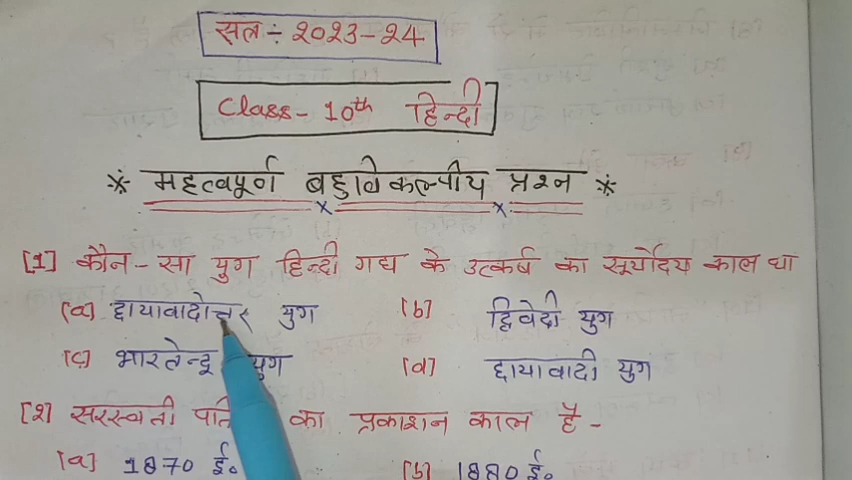 सत्र ÷ 2023-24
Class- 10th हिन्दी
* महत्वपूर्ण बहुविकल्पीय प्रश्न *
[1] कौन-सा युग हिन्दी गद्य के उत्कर्ष का सूर्योदय काल था
(a) छायावादोत्तर युग (b) द्विवेदी युग
(c) भारतेन्दू युग (d) छायावादी युग
[2] सरस्वती का प्रकाशन काल है -
(a) 1870 ई० (b) 1880 ई०